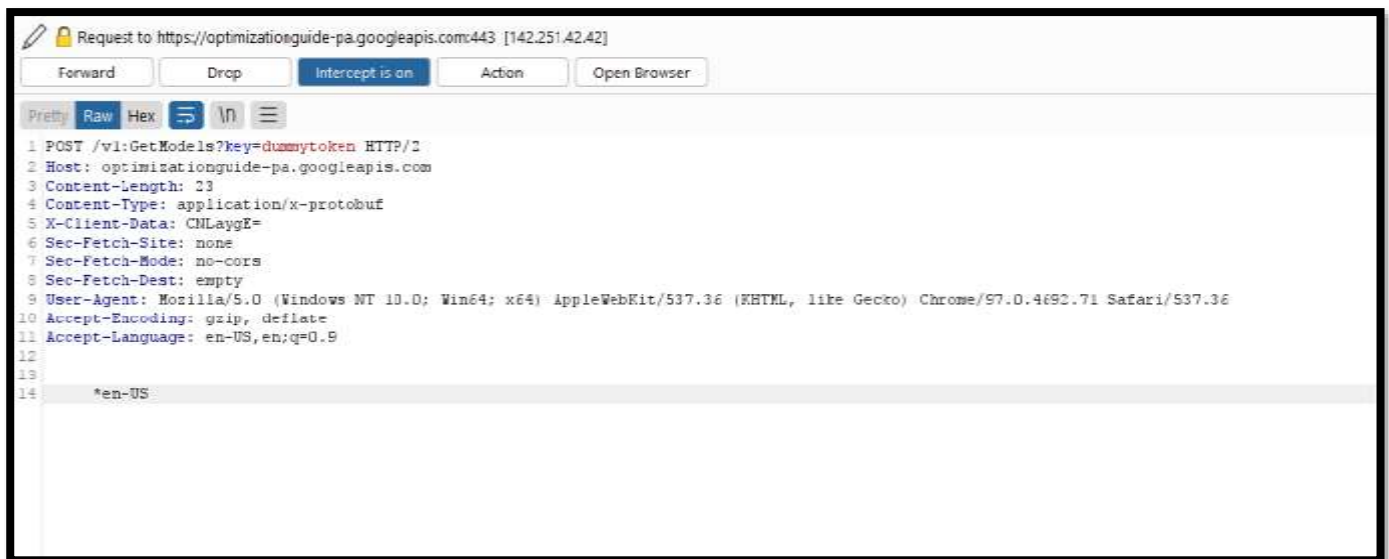 Request to https://optimizationguide-pa.googleapis.com:443 [142.251.42.42]
Forward Drop Intercept is on Action Open Browser
Pretty Raw Hex \n
1 POST /v1:GetModels?key=dummytoken HTTP/2
2 Host: optimizationguide-pa.googleapis.com
3 Content-Length: 23
4 Content-Type: application/x-protobuf
5 X-Client-Data: CNLaygE=
6 Sec-Fetch-Site: none
7 Sec-Fetch-Mode: no-cors
8 Sec-Fetch-Dest: empty
9 User-Agent: Mozilla/5.0 (Windows NT 10.0; Win64; x64) AppleWebKit/537.36 (KHTML, like Gecko) Chrome/97.0.4692.71 Safari/537.36
10 Accept-Encoding: gzip, deflate
11 Accept-Language: en-US,en;q=0.9
12
13
14 *en-US